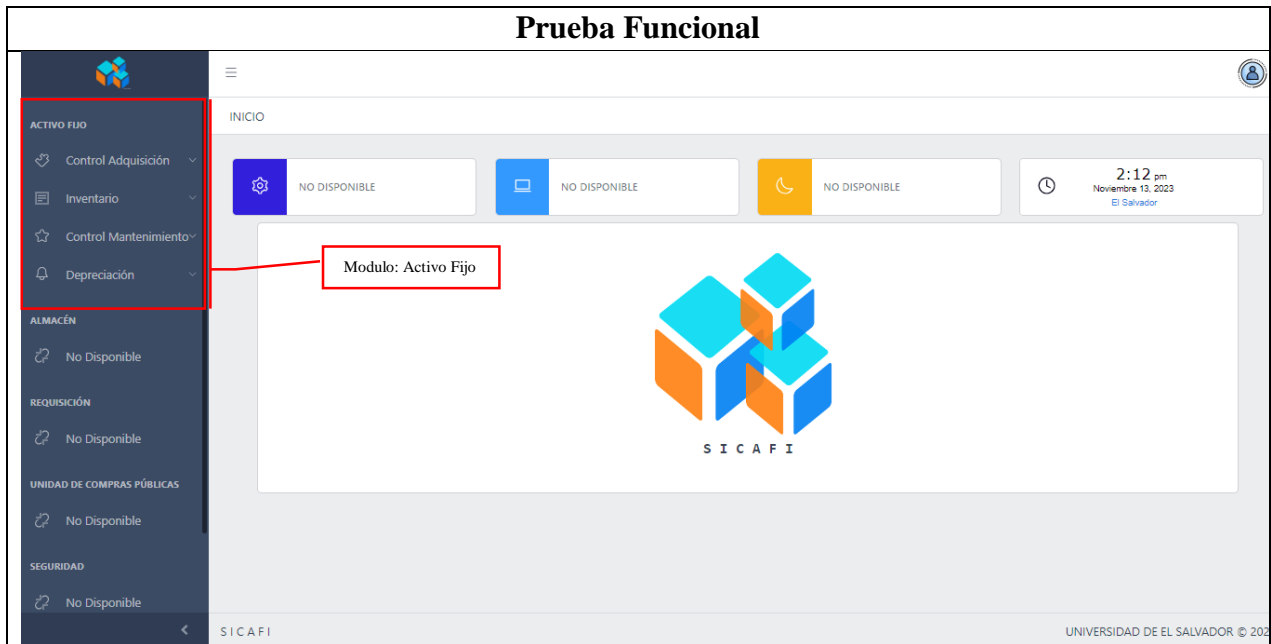 Prueba Funcional
INICIO
ACTIVO FIJO
Control Adquisición
Inventario
Control Mantenimiento
Depreciación
ALMACÉN
No Disponible
REQUISICIÓN
No Disponible
UNIDAD DE COMPRAS PÚBLICAS
No Disponible
SEGURIDAD
No Disponible
NO DISPONIBLE
NO DISPONIBLE
NO DISPONIBLE
2:12 pm
Noviembre 13, 2023
El Salvador
Modulo: Activo Fijo
SICAFI
SICAFI
UNIVERSIDAD DE EL SALVADOR © 202